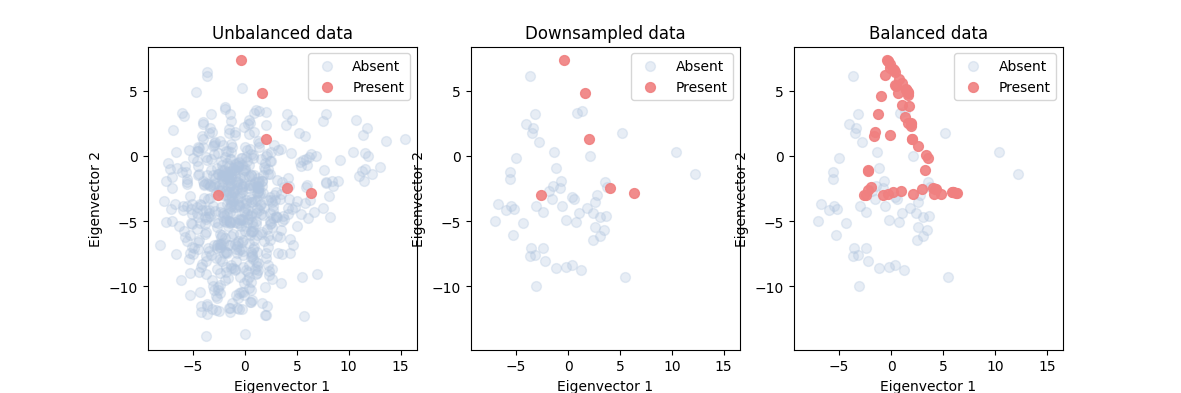 Unbalanced data
Downsampled data
Balanced data
Absent
Present
Absent
Present
Absent
Present
Eigenvector 2
5
0
−5
−10
Eigenvector 2
5
0
−5
−10
Eigenvector 2
5
0
−5
−10
−5 0 5 10 15
−5 0 5 10 15
−5 0 5 10 15
Eigenvector 1
Eigenvector 1
Eigenvector 1